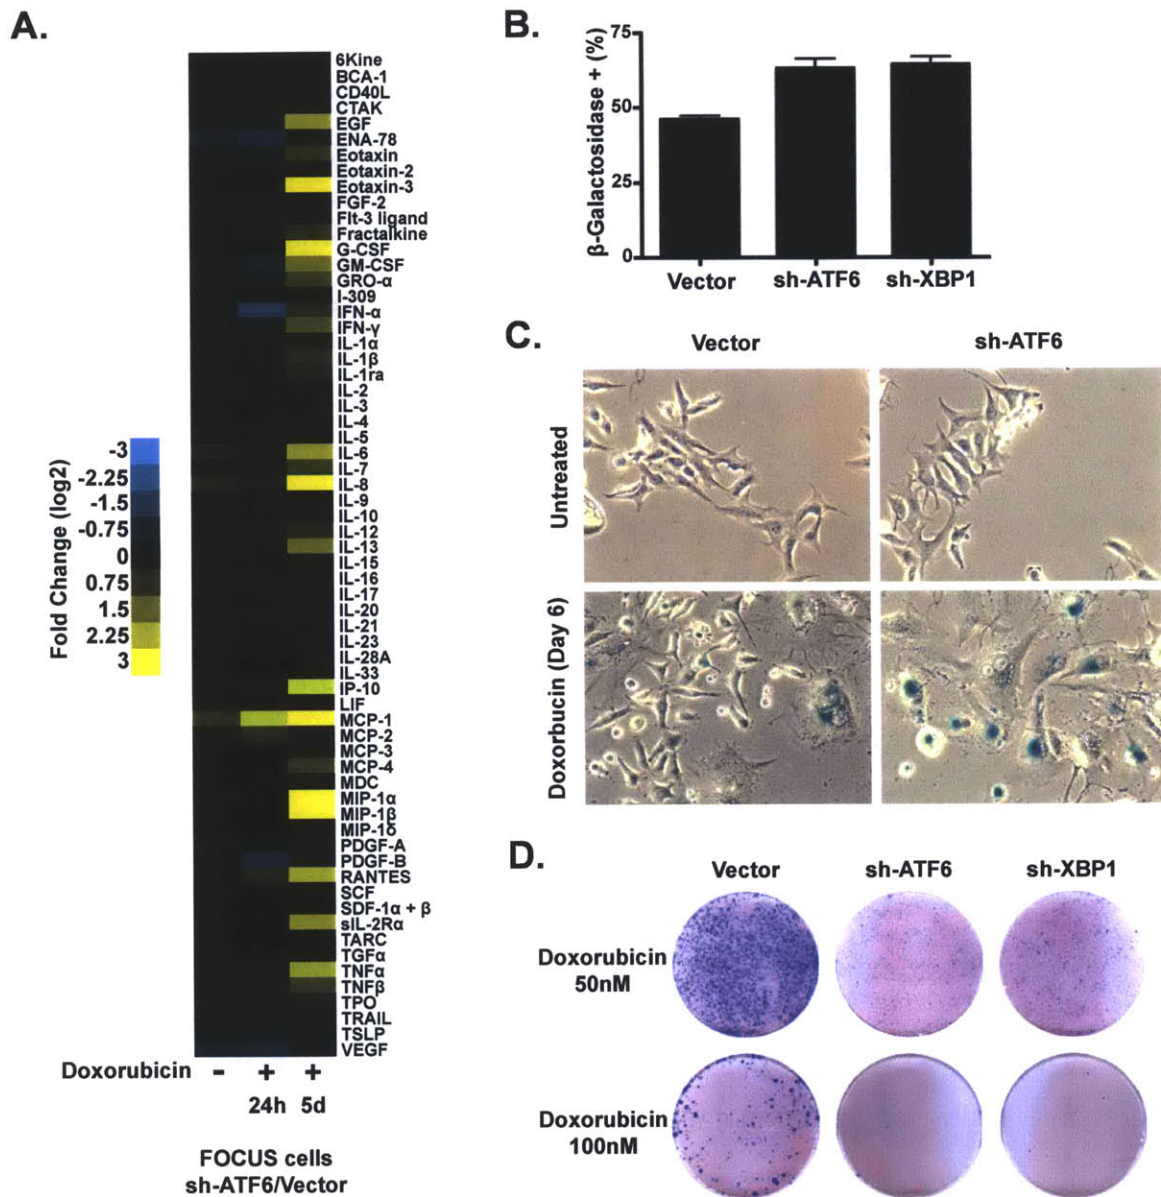 A.
6Kine
BCA-1
CD40L
CTAK
EGF
ENA-78
Eotaxin
Eotaxin-2
Eotaxin-3
FGF-2
Flt-3 ligand
Fractalkine
G-CSF
GM-CSF
GRO-α
I-309
IFN-α
IFN-γ
IL-1α
IL-1β
IL-1ra
IL-2
IL-3
IL-4
IL-5
IL-6
IL-7
IL-8
IL-9
IL-10
IL-12
IL-13
IL-15
IL-16
IL-17
IL-20
IL-21
IL-23
IL-28A
IL-33
IP-10
LIF
MCP-1
MCP-2
MCP-3
MCP-4
MDC
MIP-1α
MIP-1β
MIP-1δ
PDGF-A
PDGF-B
RANTES
SCF
SDF-1α + β
sIL-2Rα
TARC
TGFα
TNFα
TNFβ
TPO
TRAIL
TSLP
VEGF
Fold Change (log2)
-3
-2.25
-1.5
-0.75
0
0.75
1.5
2.25
3
Doxorubicin - + +
24h 5d
FOCUS cells
sh-ATF6/Vector
B.
β-Galactosidase + (%)
75
50
25
0
Vector sh-ATF6 sh-XBP1
C.
Vector sh-ATF6
Untreated
Doxorbucin (Day 6)
D.
Vector sh-ATF6 sh-XBP1
Doxorubicin
50nM
Doxorubicin
100nM